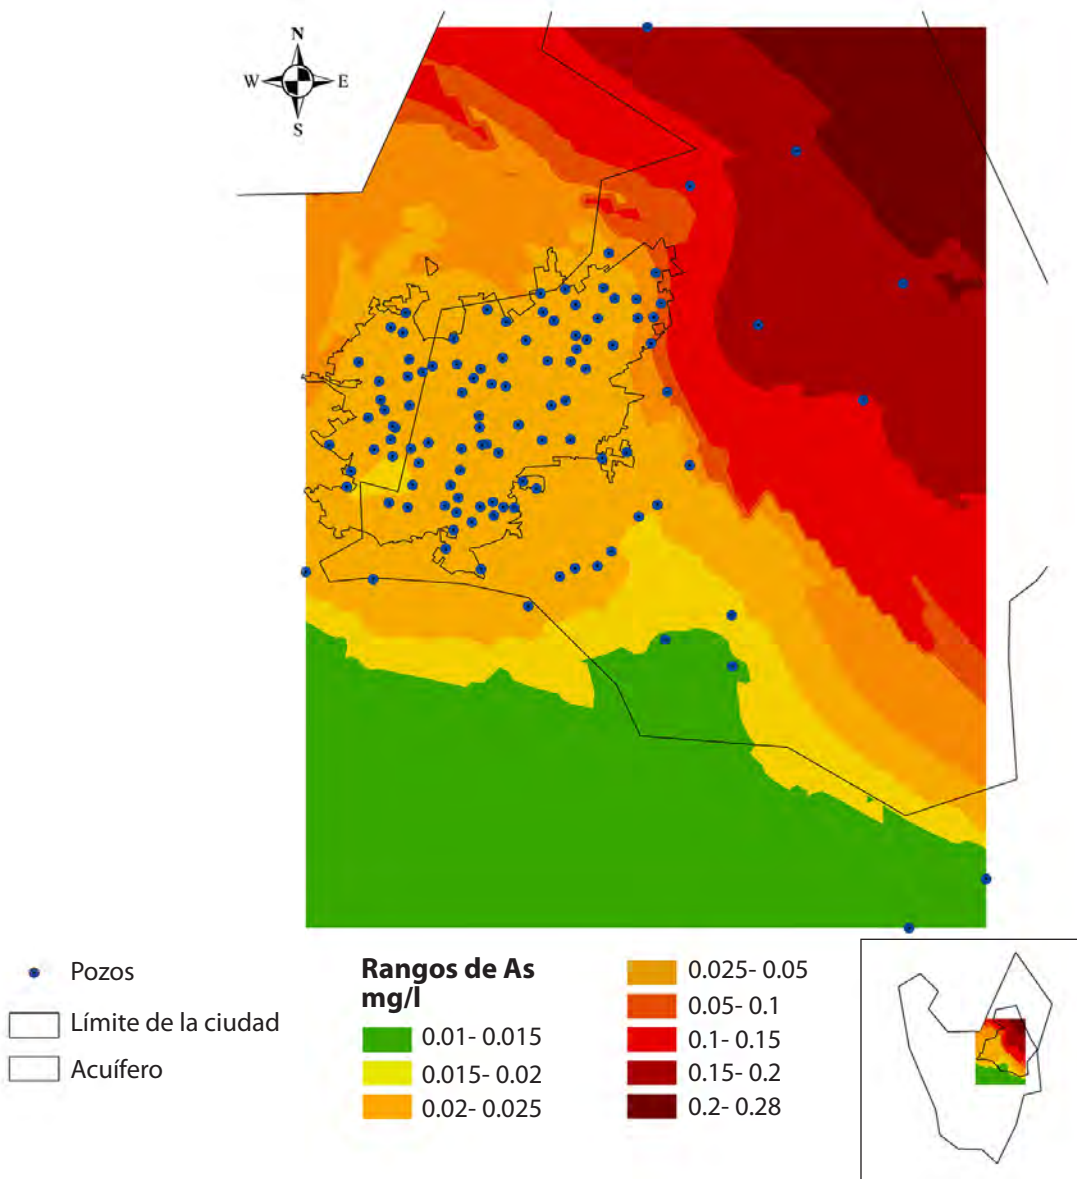 N
W E
S
Pozos
Límite de la ciudad
Acuífero
Rangos de As
mg/l
0.01- 0.015
0.015- 0.02
0.02- 0.025
0.025- 0.05
0.05- 0.1
0.1- 0.15
0.15- 0.2
0.2- 0.28